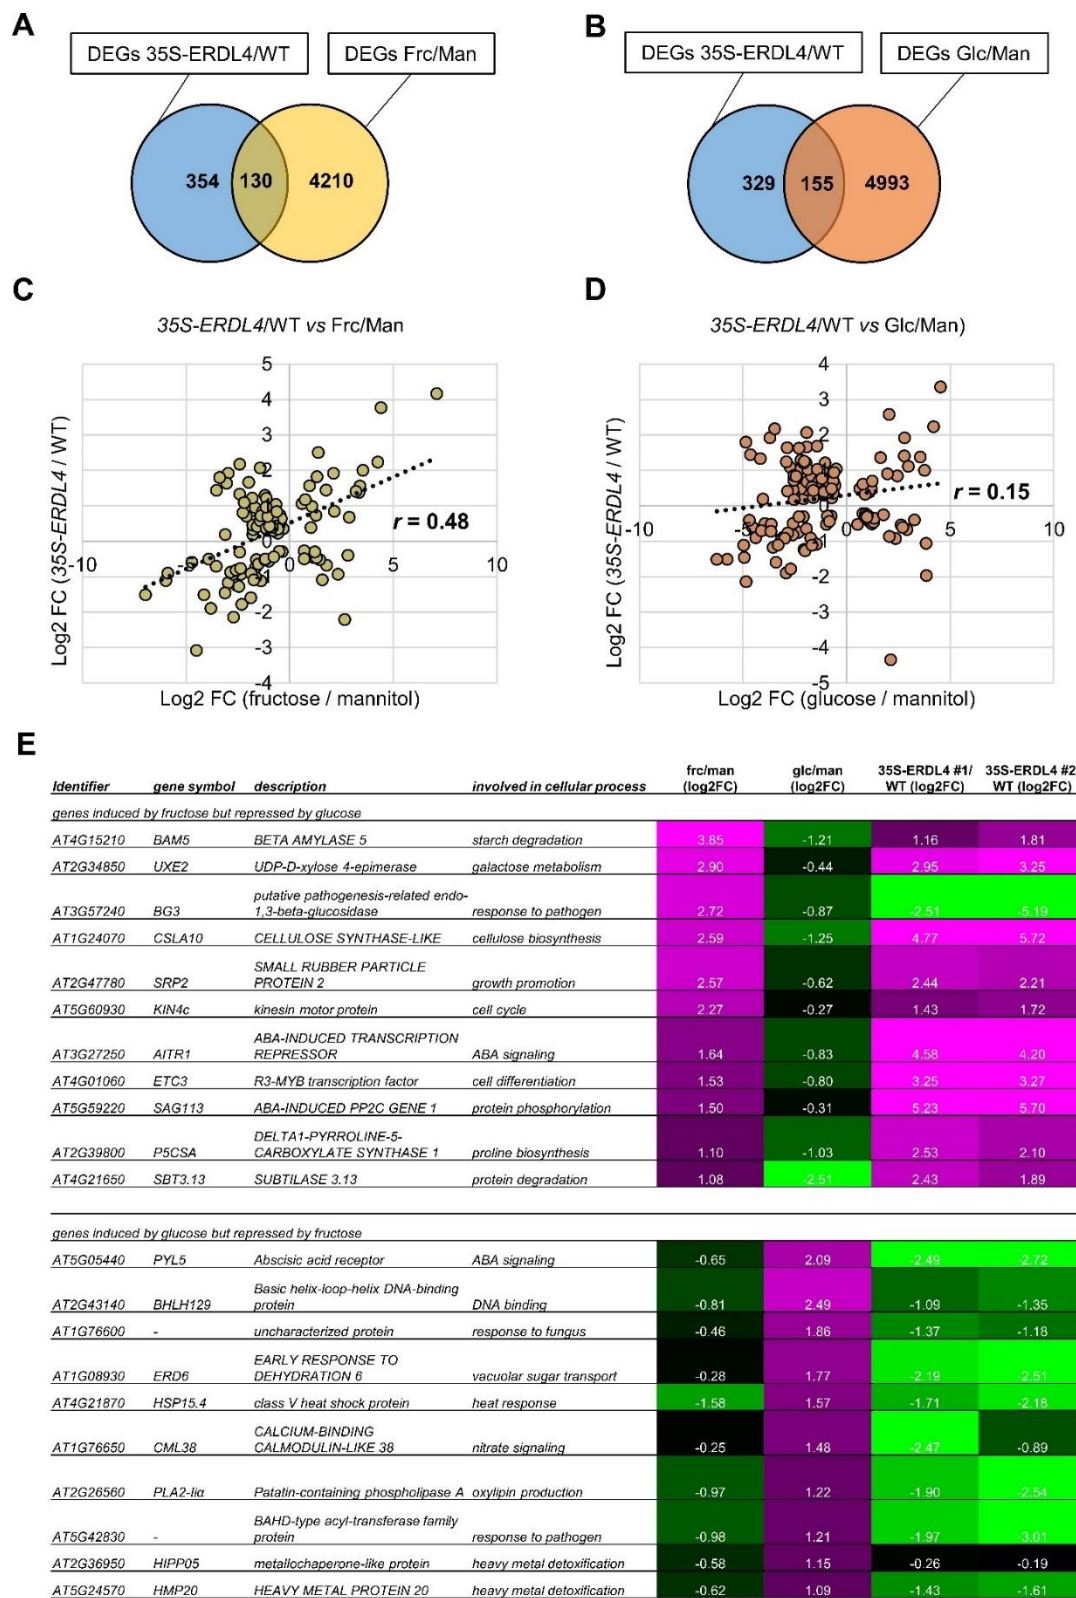 A
DEGs 35S-ERDL4/WT
DEGs Frc/Man
354
130
4210
B
DEGs 35S-ERDL4/WT
DEGs Glc/Man
329
155
4993
C
35S-ERDL4/WT vs Frc/Man
Log2 FC (35S-ERDL4 / WT)
5
4
3
2
1
0
-1
-2
-3
-4
-10
-5
0
5
10
r = 0.48
Log2 FC (fructose / mannitol)
D
35S-ERDL4/WT vs Glc/Man)
Log2 FC (35S-ERDL4 / WT)
4
3
2
1
0
-1
-2
-3
-4
-5
-10
-5
0
5
10
r = 0.15
Log2 FC (glucose / mannitol)
E
Identifier gene symbol description involved in cellular process frc/man (log2FC) glc/man (log2FC) 35S-ERDL4 #1/ WT (log2FC) 35S-ERDL4 #2 WT (log2FC)
genes induced by fructose but repressed by glucose
AT4G15210 BAM5 BETA AMYLASE 5 starch degradation 3.85 -1.21 1.16 1.81
AT2G34850 UXE2 UDP-D-xylose 4-epimerase galactose metabolism 2.90 -0.44 2.95 3.25
putative pathogenesis-related endo-
AT3G57240 BG3 1,3-beta-glucosidase response to pathogen 2.72 -0.87 -2.51 -5.19
AT1G24070 CSLA10 CELLULOSE SYNTHASE-LIKE cellulose biosynthesis 2.59 -1.25 4.77 5.72
SMALL RUBBER PARTICLE
AT2G47780 SRP2 PROTEIN 2 growth promotion 2.57 -0.62 2.44 2.21
AT5G60930 KIN4c kinesin motor protein cell cycle 2.27 -0.27 1.43 1.72
ABA-INDUCED TRANSCRIPTION
AT3G27250 AITR1 REPRESSOR ABA signaling 1.64 -0.83 4.58 4.20
AT4G01060 ETC3 R3-MYB transcription factor cell differentiation 1.53 -0.80 3.25 3.27
AT5G59220 SAG113 ABA-INDUCED PP2C GENE 1 protein phosphorylation 1.50 -0.31 5.23 5.70
DELTA1-PYRROLINE-5-
AT2G39800 P5CSA CARBOXYLATE SYNTHASE 1 proline biosynthesis 1.10 -1.03 2.53 2.10
AT4G21650 SBT3.13 SUBTILASE 3.13 protein degradation 1.08 -2.51 2.43 1.89
genes induced by glucose but repressed by fructose
AT5G05440 PYL5 Abscisic acid receptor ABA signaling -0.65 2.09 -2.49 -2.72
Basic helix-loop-helix DNA-binding
AT2G43140 BHLH129 protein DNA binding -0.81 2.49 -1.09 -1.35
AT1G76600 - uncharacterized protein response to fungus -0.46 1.86 -1.37 -1.18
EARLY RESPONSE TO
AT1G08930 ERD6 DEHYDRATION 6 vacuolar sugar transport -0.28 1.77 -2.19 -2.51
AT4G21870 HSP15.4 class V heat shock protein heat response -1.58 1.57 -1.71 -2.18
CALCIUM-BINDING
AT1G76650 CML38 CALMODULIN-LIKE 38 nitrate signaling -0.25 1.48 -2.47 -0.89
AT2G26560 PLA2-Iiα Patatin-containing phospholipase A oxylipin production -0.97 1.22 -1.90 -2.54
BAHD-type acyl-transferase family
AT5G42830 - protein response to pathogen -0.98 1.21 -1.97 -3.01
AT2G36950 HIPP05 metallochaperone-like protein heavy metal detoxification -0.58 1.15 -0.26 -0.19
AT5G24570 HMP20 HEAVY METAL PROTEIN 20 heavy metal detoxification -0.62 1.09 -1.43 -1.61